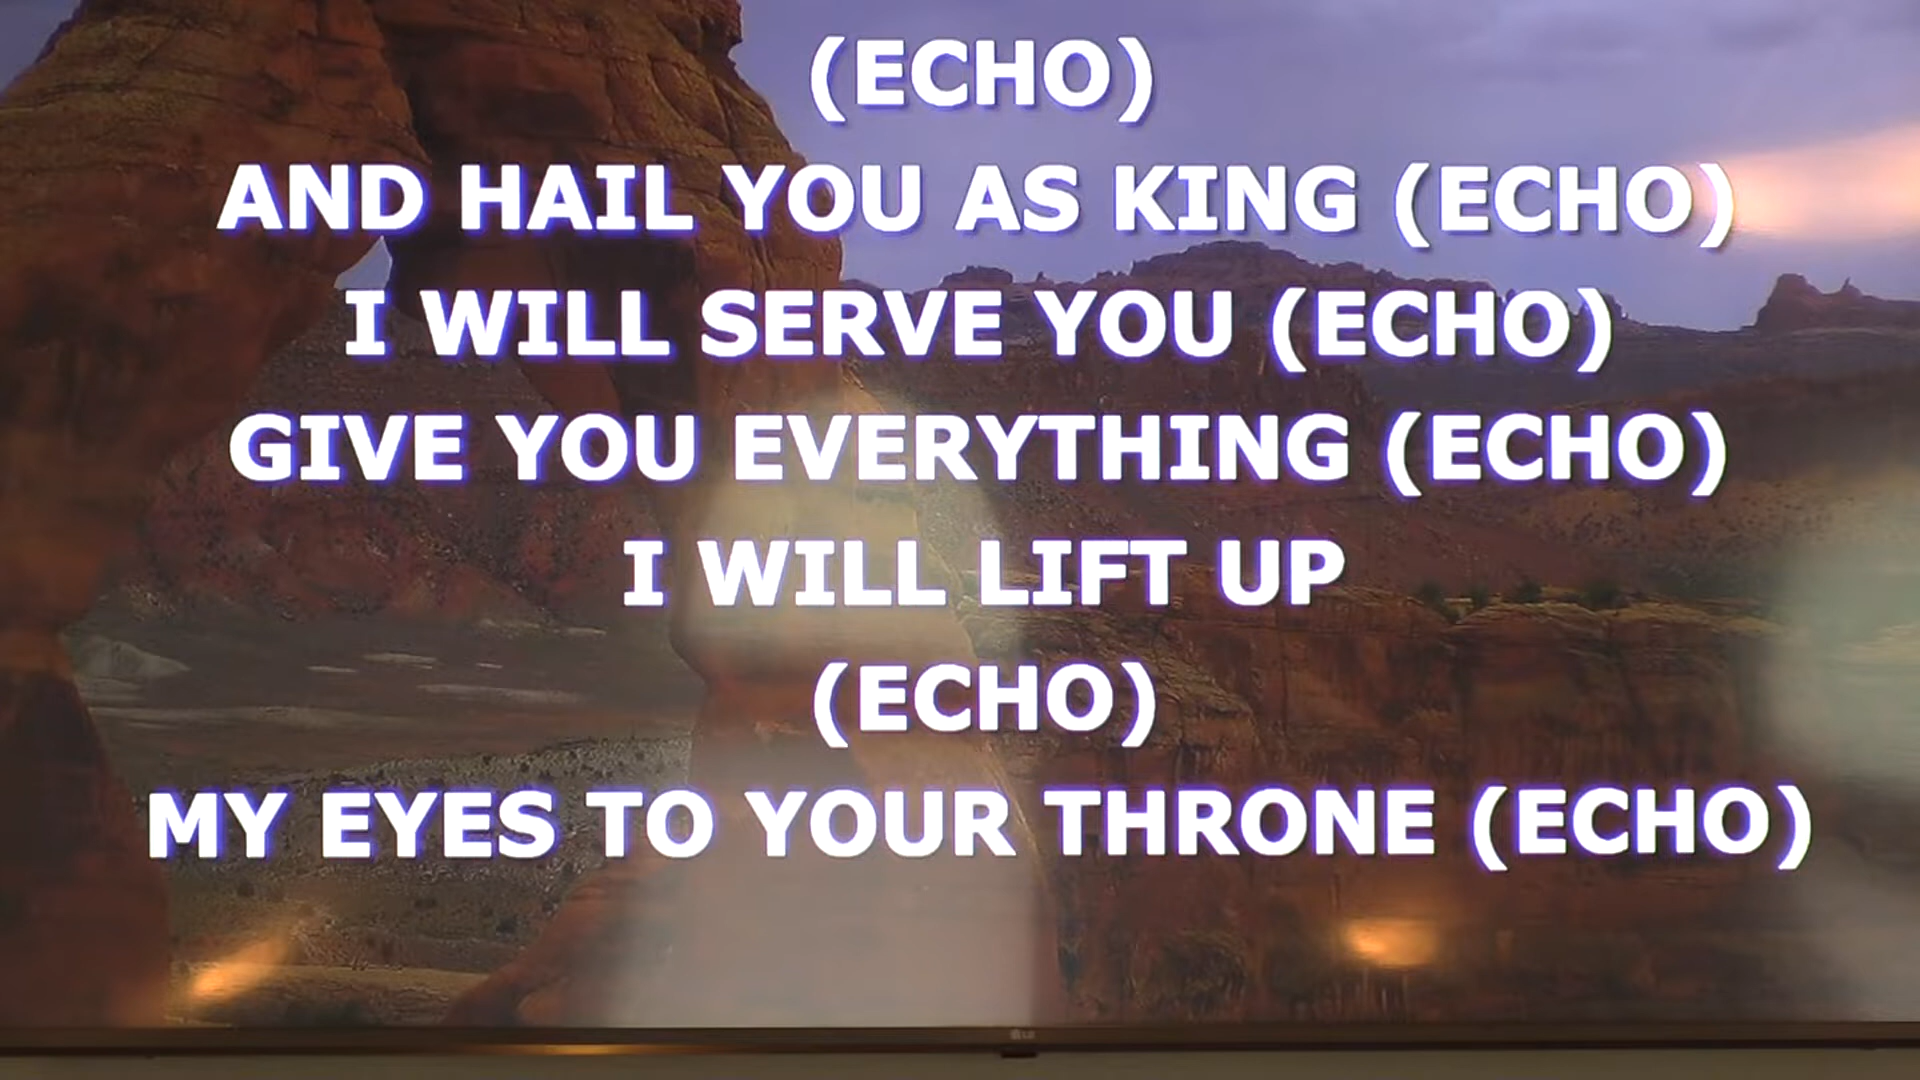 (ECHO)
AND HAIL YOU AS KING (ECHO)
I WILL SERVE YOU (ECHO)
GIVE YOU EVERYTHING (ECHO)
I WILL LIFT UP
(ECHO)
MY EYES TO YOUR THRONE (ECHO)
LG